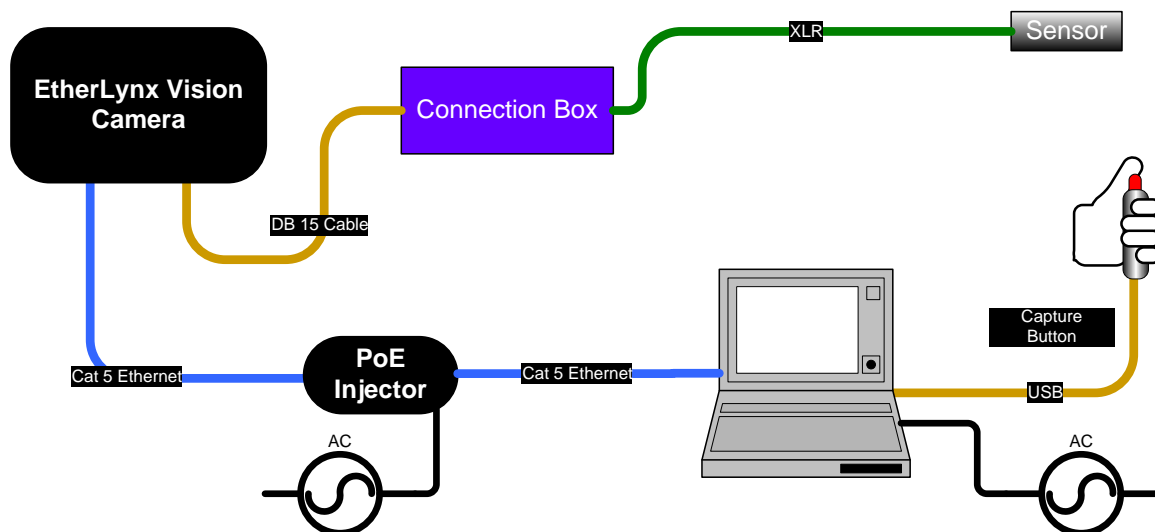 XLR
Sensor
EtherLynx Vision
Camera
Connection Box
DB 15 Cable
Capture
Button
PoE
Injector
Cat 5 Ethernet
Cat 5 Ethernet
USB
AC
AC